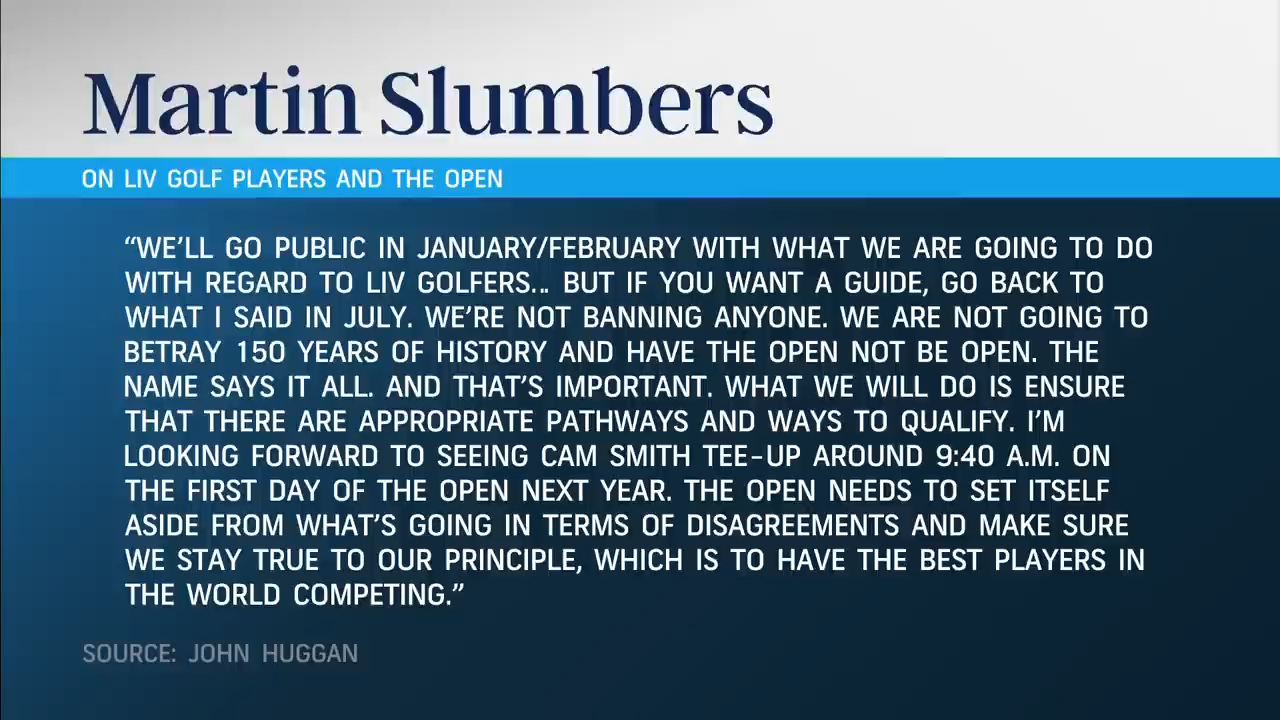 Martin Slumbers
ON LIV GOLF PLAYERS AND THE OPEN
“WE’LL GO PUBLIC IN JANUARY/FEBRUARY WITH WHAT WE ARE GOING TO DO
WITH REGARD TO LIV GOLFERS... BUT IF YOU WANT A GUIDE, GO BACK TO
WHAT I SAID IN JULY. WE’RE NOT BANNING ANYONE. WE ARE NOT GOING TO
BETRAY 150 YEARS OF HISTORY AND HAVE THE OPEN NOT BE OPEN. THE
NAME SAYS IT ALL. AND THAT’S IMPORTANT. WHAT WE WILL DO IS ENSURE
THAT THERE ARE APPROPRIATE PATHWAYS AND WAYS TO QUALIFY. I’M
LOOKING FORWARD TO SEEING CAM SMITH TEE-UP AROUND 9:40 A.M. ON
THE FIRST DAY OF THE OPEN NEXT YEAR. THE OPEN NEEDS TO SET ITSELF
ASIDE FROM WHAT’S GOING IN TERMS OF DISAGREEMENTS AND MAKE SURE
WE STAY TRUE TO OUR PRINCIPLE, WHICH IS TO HAVE THE BEST PLAYERS IN
THE WORLD COMPETING.”
SOURCE: JOHN HUGGAN